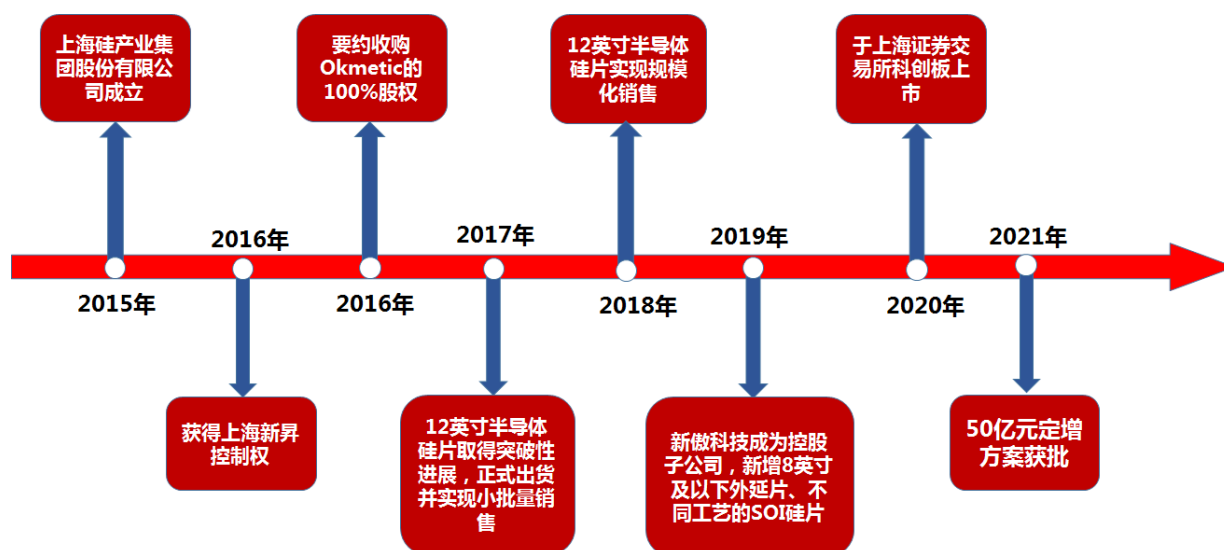 上海硅产业集
团股份有限公
司成立
要约收购
Okmetic的
100%股权
12英寸半导体
硅片实现规模
化销售
于上海证券交
易所科创板上
市
2016年
2017年
2019年
2021年
2015年
2016年
2018年
2020年
获得上海新昇
控制权
12英寸半导体
硅片取得突破性
进展，正式出货
并实现小批量销
售
新傲科技成为控股
子公司，新增8英寸
及以下外延片、不
同工艺的SOI硅片
50亿元定增
方案获批